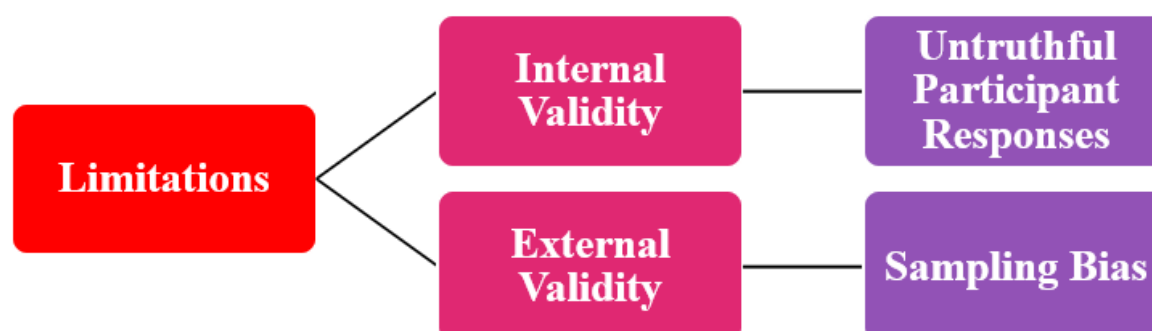 Limitations
Internal
Validity
Untruthful
Participant
Responses
External
Validity
Sampling Bias